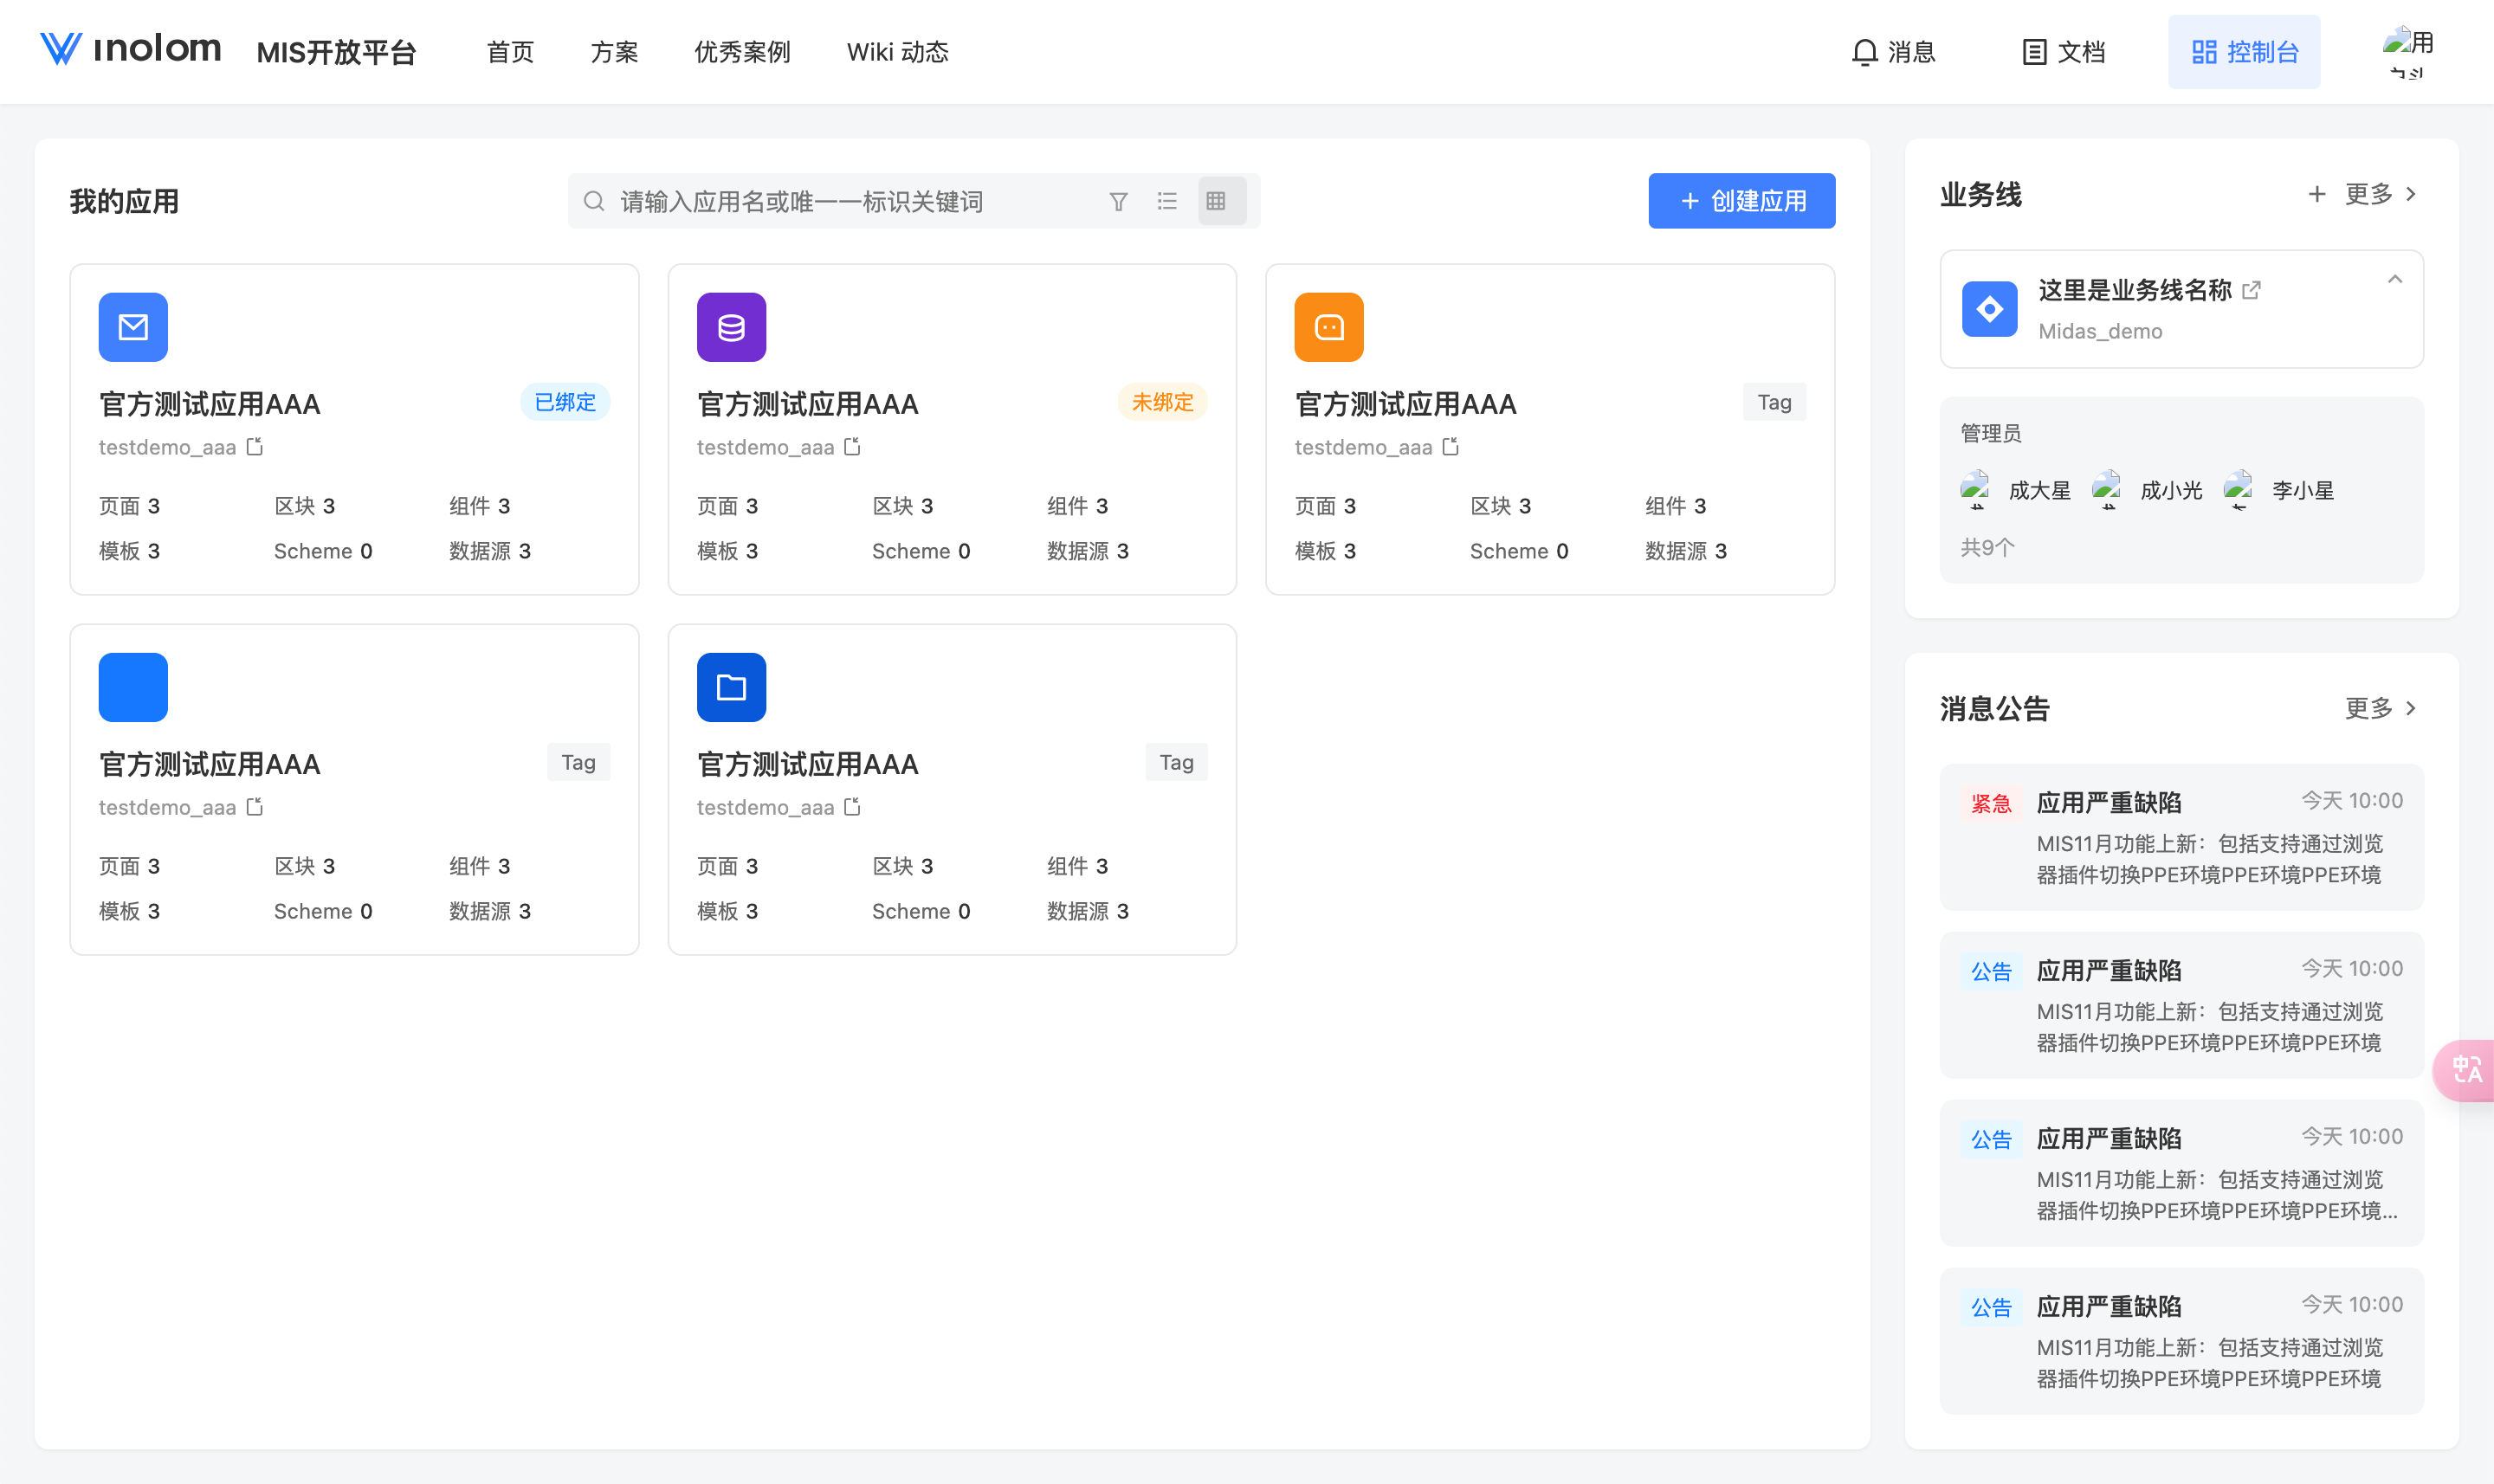 ınolom MIS开放平台 首页 方案 优秀案例 Wiki 动态 消息 文档 控制台 用
我的应用
请输入应用名或唯一一标识关键词
创建应用
官方测试应用AAA 已绑定
testdemo_aaa
页面 3 区块 3 组件 3
模板 3 Scheme 0 数据源 3
官方测试应用AAA 未绑定
testdemo_aaa
页面 3 区块 3 组件 3
模板 3 Scheme 0 数据源 3
官方测试应用AAA Tag
testdemo_aaa
页面 3 区块 3 组件 3
模板 3 Scheme 0 数据源 3
官方测试应用AAA Tag
testdemo_aaa
页面 3 区块 3 组件 3
模板 3 Scheme 0 数据源 3
官方测试应用AAA Tag
testdemo_aaa
页面 3 区块 3 组件 3
模板 3 Scheme 0 数据源 3
业务线 更多
这里是业务线名称
Midas_demo
管理员
成大星 成小光 李小星
共9个
消息公告 更多
紧急 应用严重缺陷 今天 10:00
MIS11月功能上新：包括支持通过浏览
器插件切换PPE环境PPE环境PPE环境
公告 应用严重缺陷 今天 10:00
MIS11月功能上新：包括支持通过浏览
器插件切换PPE环境PPE环境PPE环境
公告 应用严重缺陷 今天 10:00
MIS11月功能上新：包括支持通过浏览
器插件切换PPE环境PPE环境PPE环境...
公告 应用严重缺陷 今天 10:00
MIS11月功能上新：包括支持通过浏览
器插件切换PPE环境PPE环境PPE环境